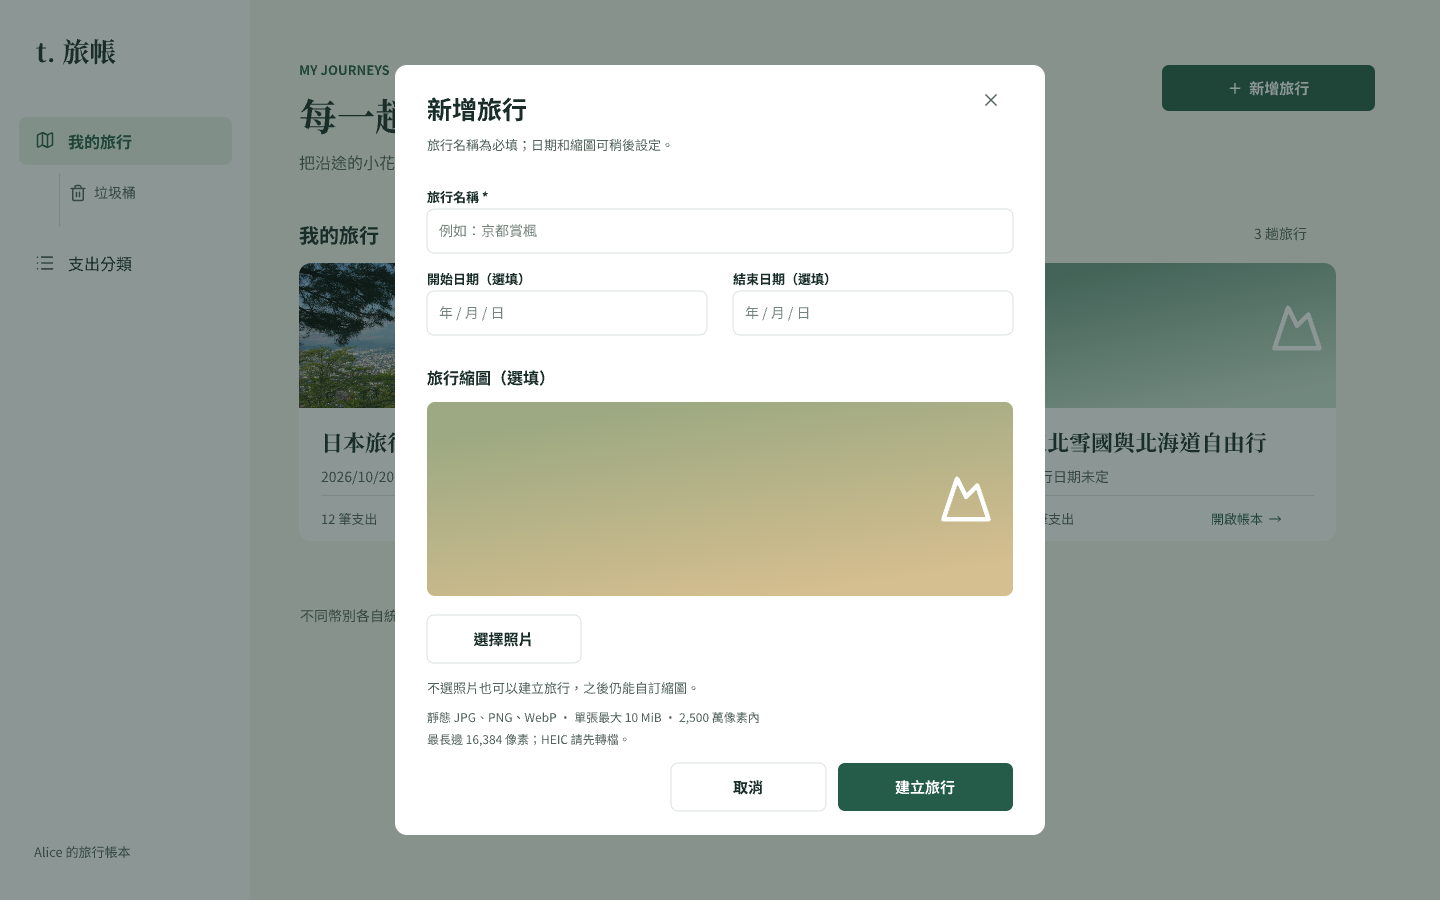 t. 旅帳
我的旅行
垃圾桶
支出分類
Alice 的旅行帳本
MY JOURNEYS
每一
把沿途的小花
＋ 新增旅行
我的旅行
3 趟旅行
日本旅行
2026/10/20
12 筆支出
北雪國與北海道自由行
行日期未定
筆支出
開啟帳本 →
不同幣別各自統
新增旅行
旅行名稱為必填；日期和縮圖可稍後設定。
旅行名稱 *
例如：京都賞楓
開始日期（選填）
結束日期（選填）
年 / 月 / 日
年 / 月 / 日
旅行縮圖（選填）
選擇照片
不選照片也可以建立旅行，之後仍能自訂縮圖。
靜態 JPG、PNG、WebP ・ 單張最大 10 MiB ・ 2,500 萬像素內
最長邊 16,384 像素；HEIC 請先轉檔。
取消
建立旅行